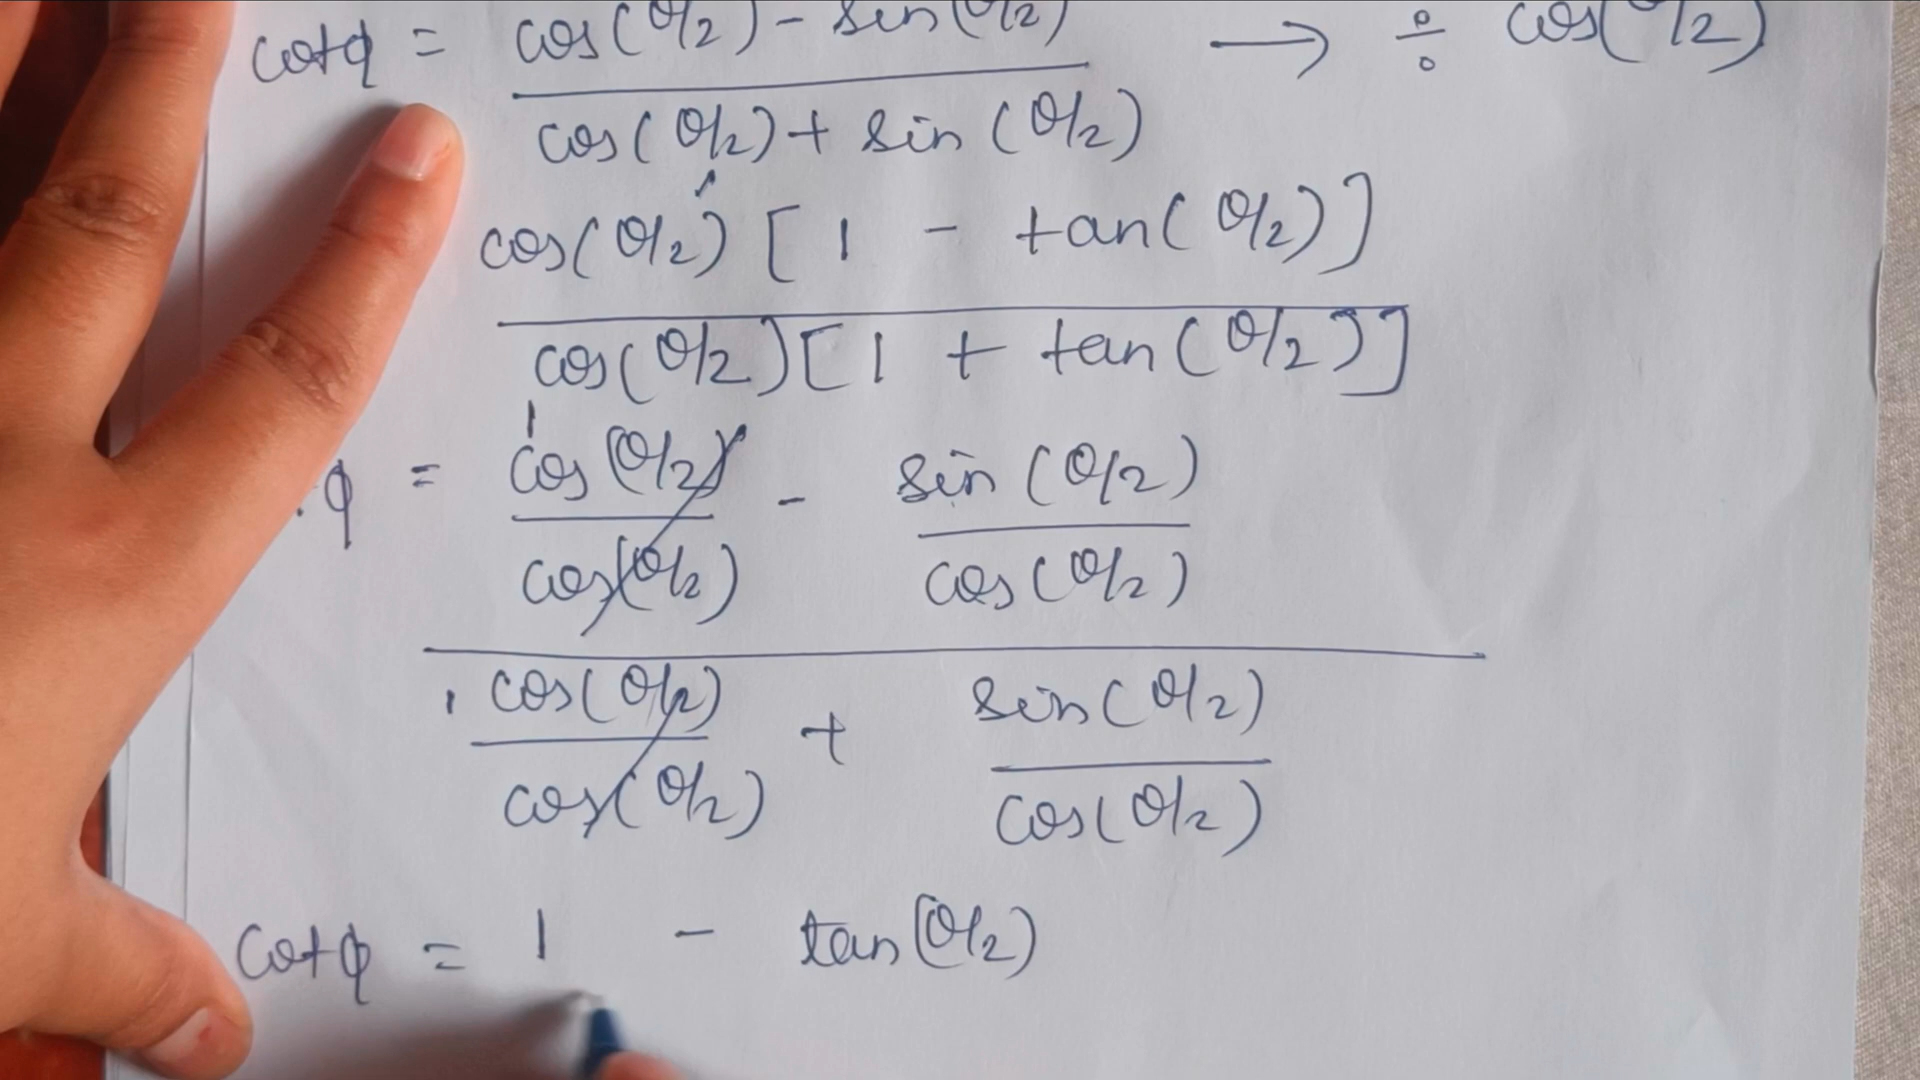 cotφ = cos(θ/2) - sin(θ/2) → ÷ cos(θ/2)
cos(θ/2) + sin(θ/2)
cos(θ/2) [1 - tan(θ/2)]
cos(θ/2) [1 + tan(θ/2)]
1
φ = cos(θ/2) - sin(θ/2)
cos(θ/2) cos(θ/2)
1 cos(θ/2) + sin(θ/2)
cos(θ/2) cos(θ/2)
cotφ = 1 - tan(θ/2)